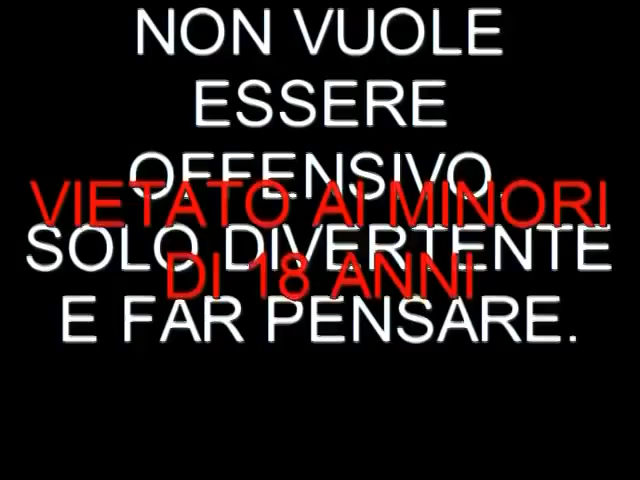 NON VUOLE
ESSERE
OFFENSIVO,
VIETATO AI MINORI
SOLO DIVERTENTE
DI 18 ANNI
E FAR PENSARE.